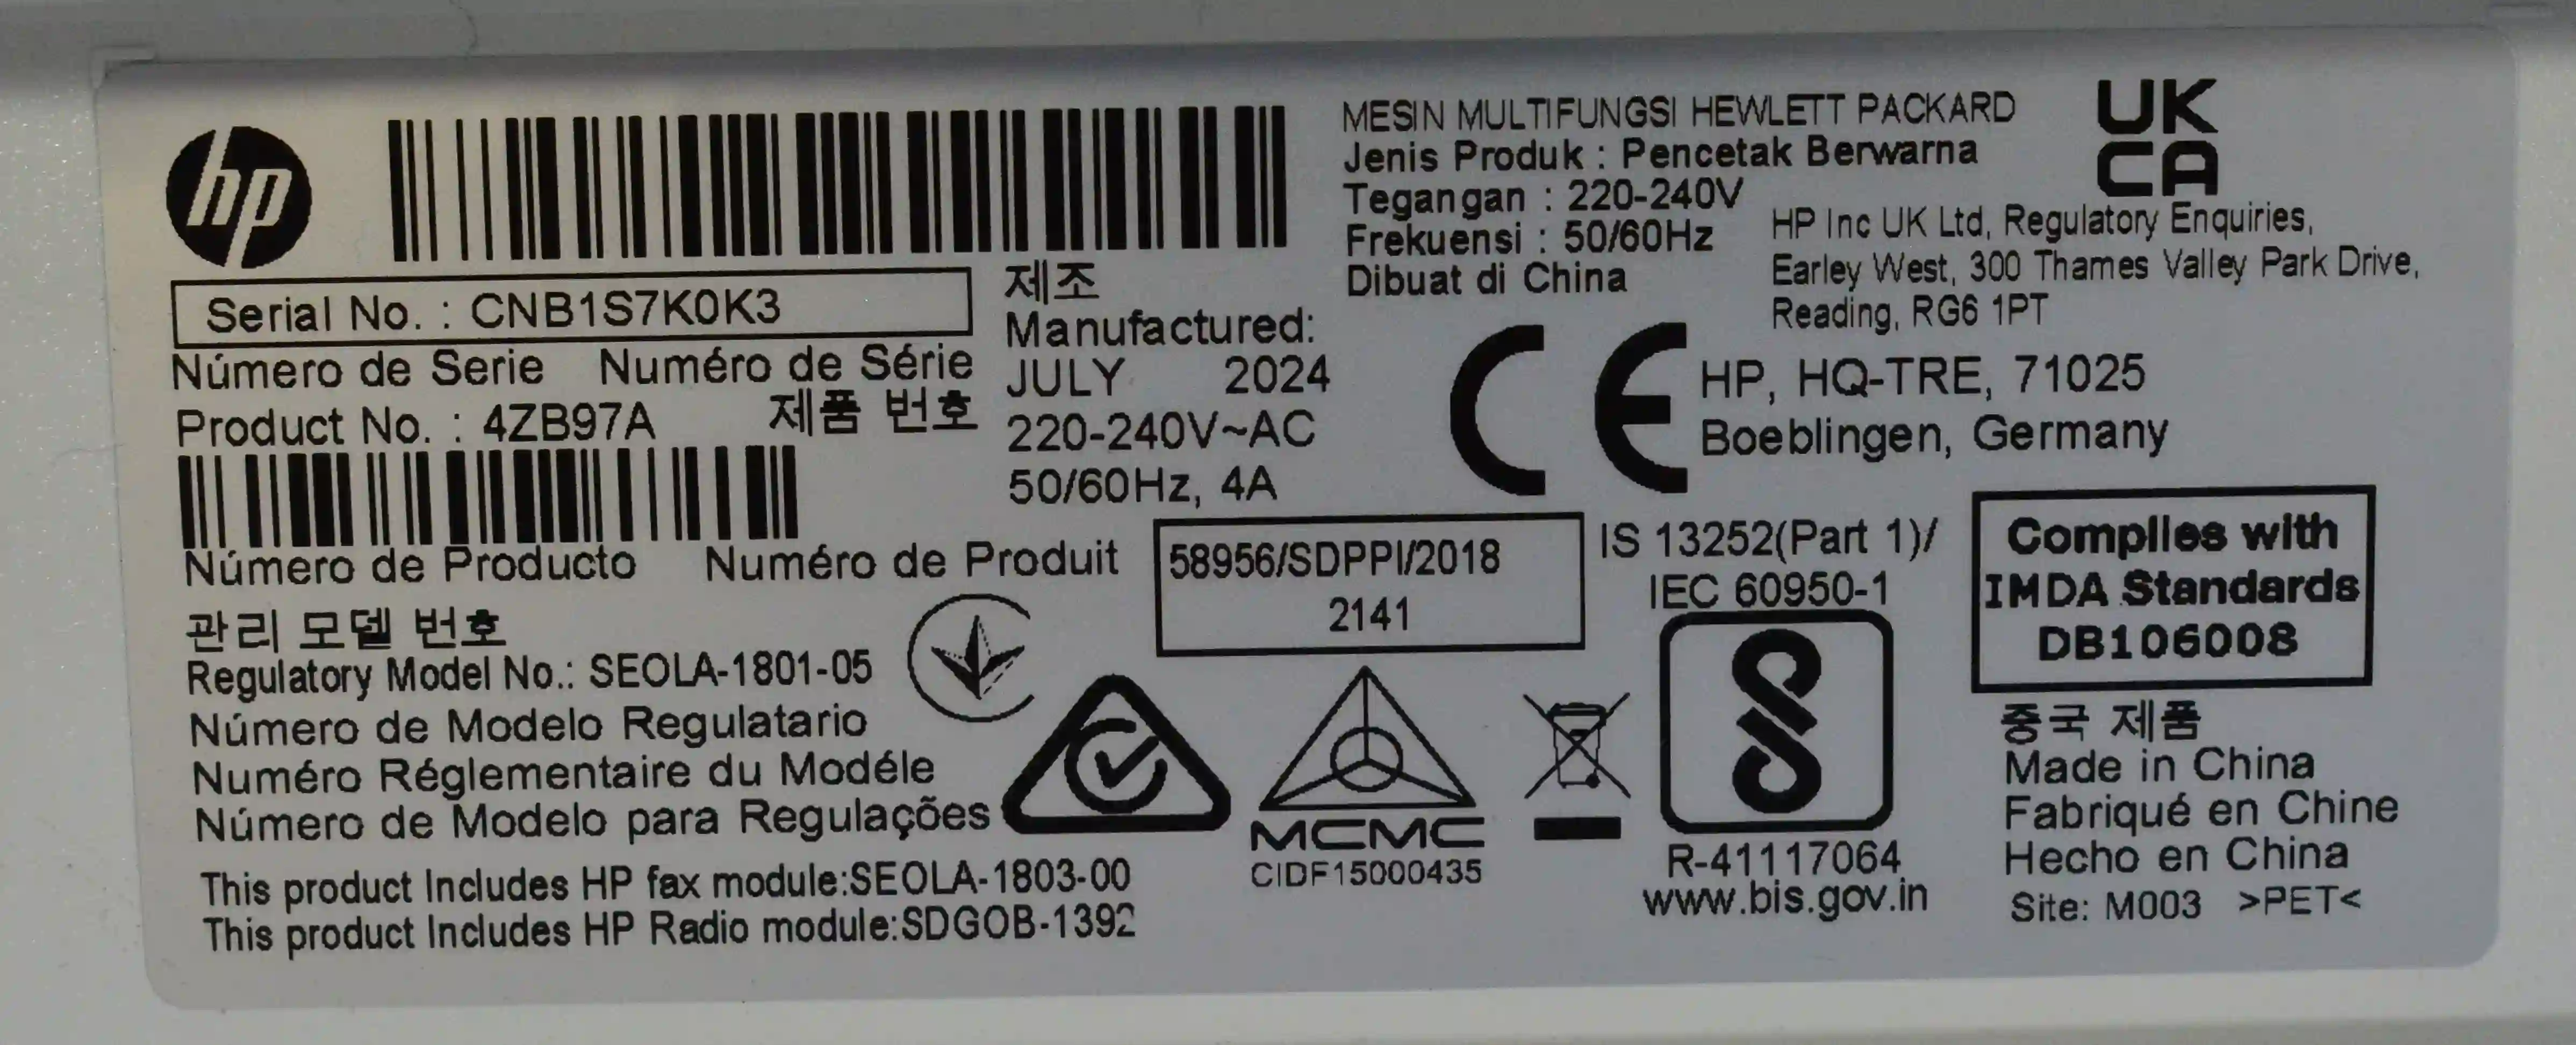 hp
Serial No. : CNB1S7K0K3
Número de Serie Numéro de Série
Product No. : 4ZB97A 제품 번호
Número de Producto Numéro de Produit
관리 모델 번호
Regulatory Model No.: SEOLA-1801-05
Número de Modelo Regulatario
Numéro Réglementaire du Modéle
Número de Modelo para Regulações
This product Includes HP fax module:SEOLA-1803-00
This product Includes HP Radio module:SDGOB-1392
제조
Manufactured:
JULY 2024
220-240V~AC
50/60Hz, 4A
MESIN MULTIFUNGSI HEWLETT PACKARD
Jenis Produk : Pencetak Berwarna
Tegangan : 220-240V
Frekuensi : 50/60Hz
Dibuat di China
UK
CA
HP Inc UK Ltd, Regulatory Enquiries,
Earley West, 300 Thames Valley Park Drive,
Reading, RG6 1PT
CE
HP, HQ-TRE, 71025
Boeblingen, Germany
58956/SDPPI/2018
2141
MCMC
CIDF15000435
IS 13252(Part 1)/
IEC 60950-1
R-41117064
www.bis.gov.in
Complies with
IMDA Standards
DB106008
중국 제품
Made in China
Fabriqué en Chine
Hecho en China
Site: M003 >PET<